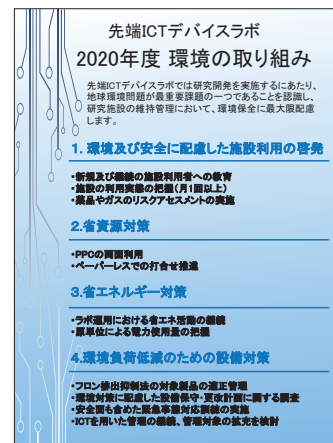 先端ICTデバイスラボ
2020年度 環境の取り組み
先端ICTデバイスラボでは研究開発を実施するにあたり、
地球環境問題が最重要課題の一つであることを認識し、
研究施設の維持管理において、環境保全に最大限配慮
します。
1. 環境及び安全に配慮した施設利用の啓発
・新規及び継続の施設利用者への教育
・施設の利用実態の把握(月1回以上)
・薬品やガスのリスクアセスメントの実施
2.省資源対策
・PPCの両面利用
・ペーパーレスでの打合せ推進
3.省エネルギー対策
・ラボ運用における省エネ活動の継続
・原単位による電力使用量の把握
4.環境負荷低減のための設備対策
・フロン排出抑制法の対象製品の適正管理
・環境対策に配慮した設備保守・更改計画に関する調査
・安全面も含めた緊急事態対応訓練の実施
・ICTを用いた管理の継続、管理対象の拡充を検討